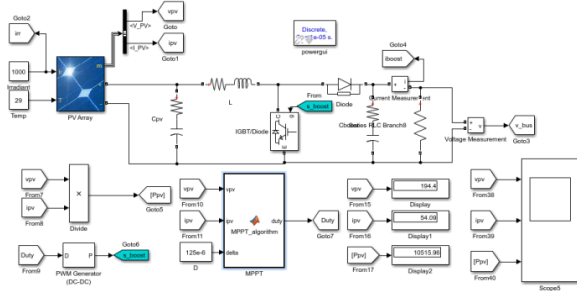 Goto2
irr
1000
Irradient
29
Temp
PV Array
m
<V_PV>
<I_PV>
vpv
Goto
ipv
Goto1
Discrete,
powergui
Goto4
iboost
L
Cpv
From
s_boost
IGBT/Diode
Diode
Current Measurement
Series RLC Branch8
Voltage Measurement
v_bus
Goto3
vpv
From7
ipv
From8
×
Divide
[Ppv]
Goto5
Duty
From9
D
P
PWM Generator
(DC-DC)
Goto6
s_boost
vpv
From10
ipv
From11
125e-6
D
vpv
ipv
delta
MPPT_algorithm
duty
MPPT
Duty
Goto7
vpv
From15
194.4
Display
ipv
From16
54.09
Display1
[Ppv]
From17
10515.96
Display2
vpv
From38
ipv
From39
[Ppv]
From40
Scope5